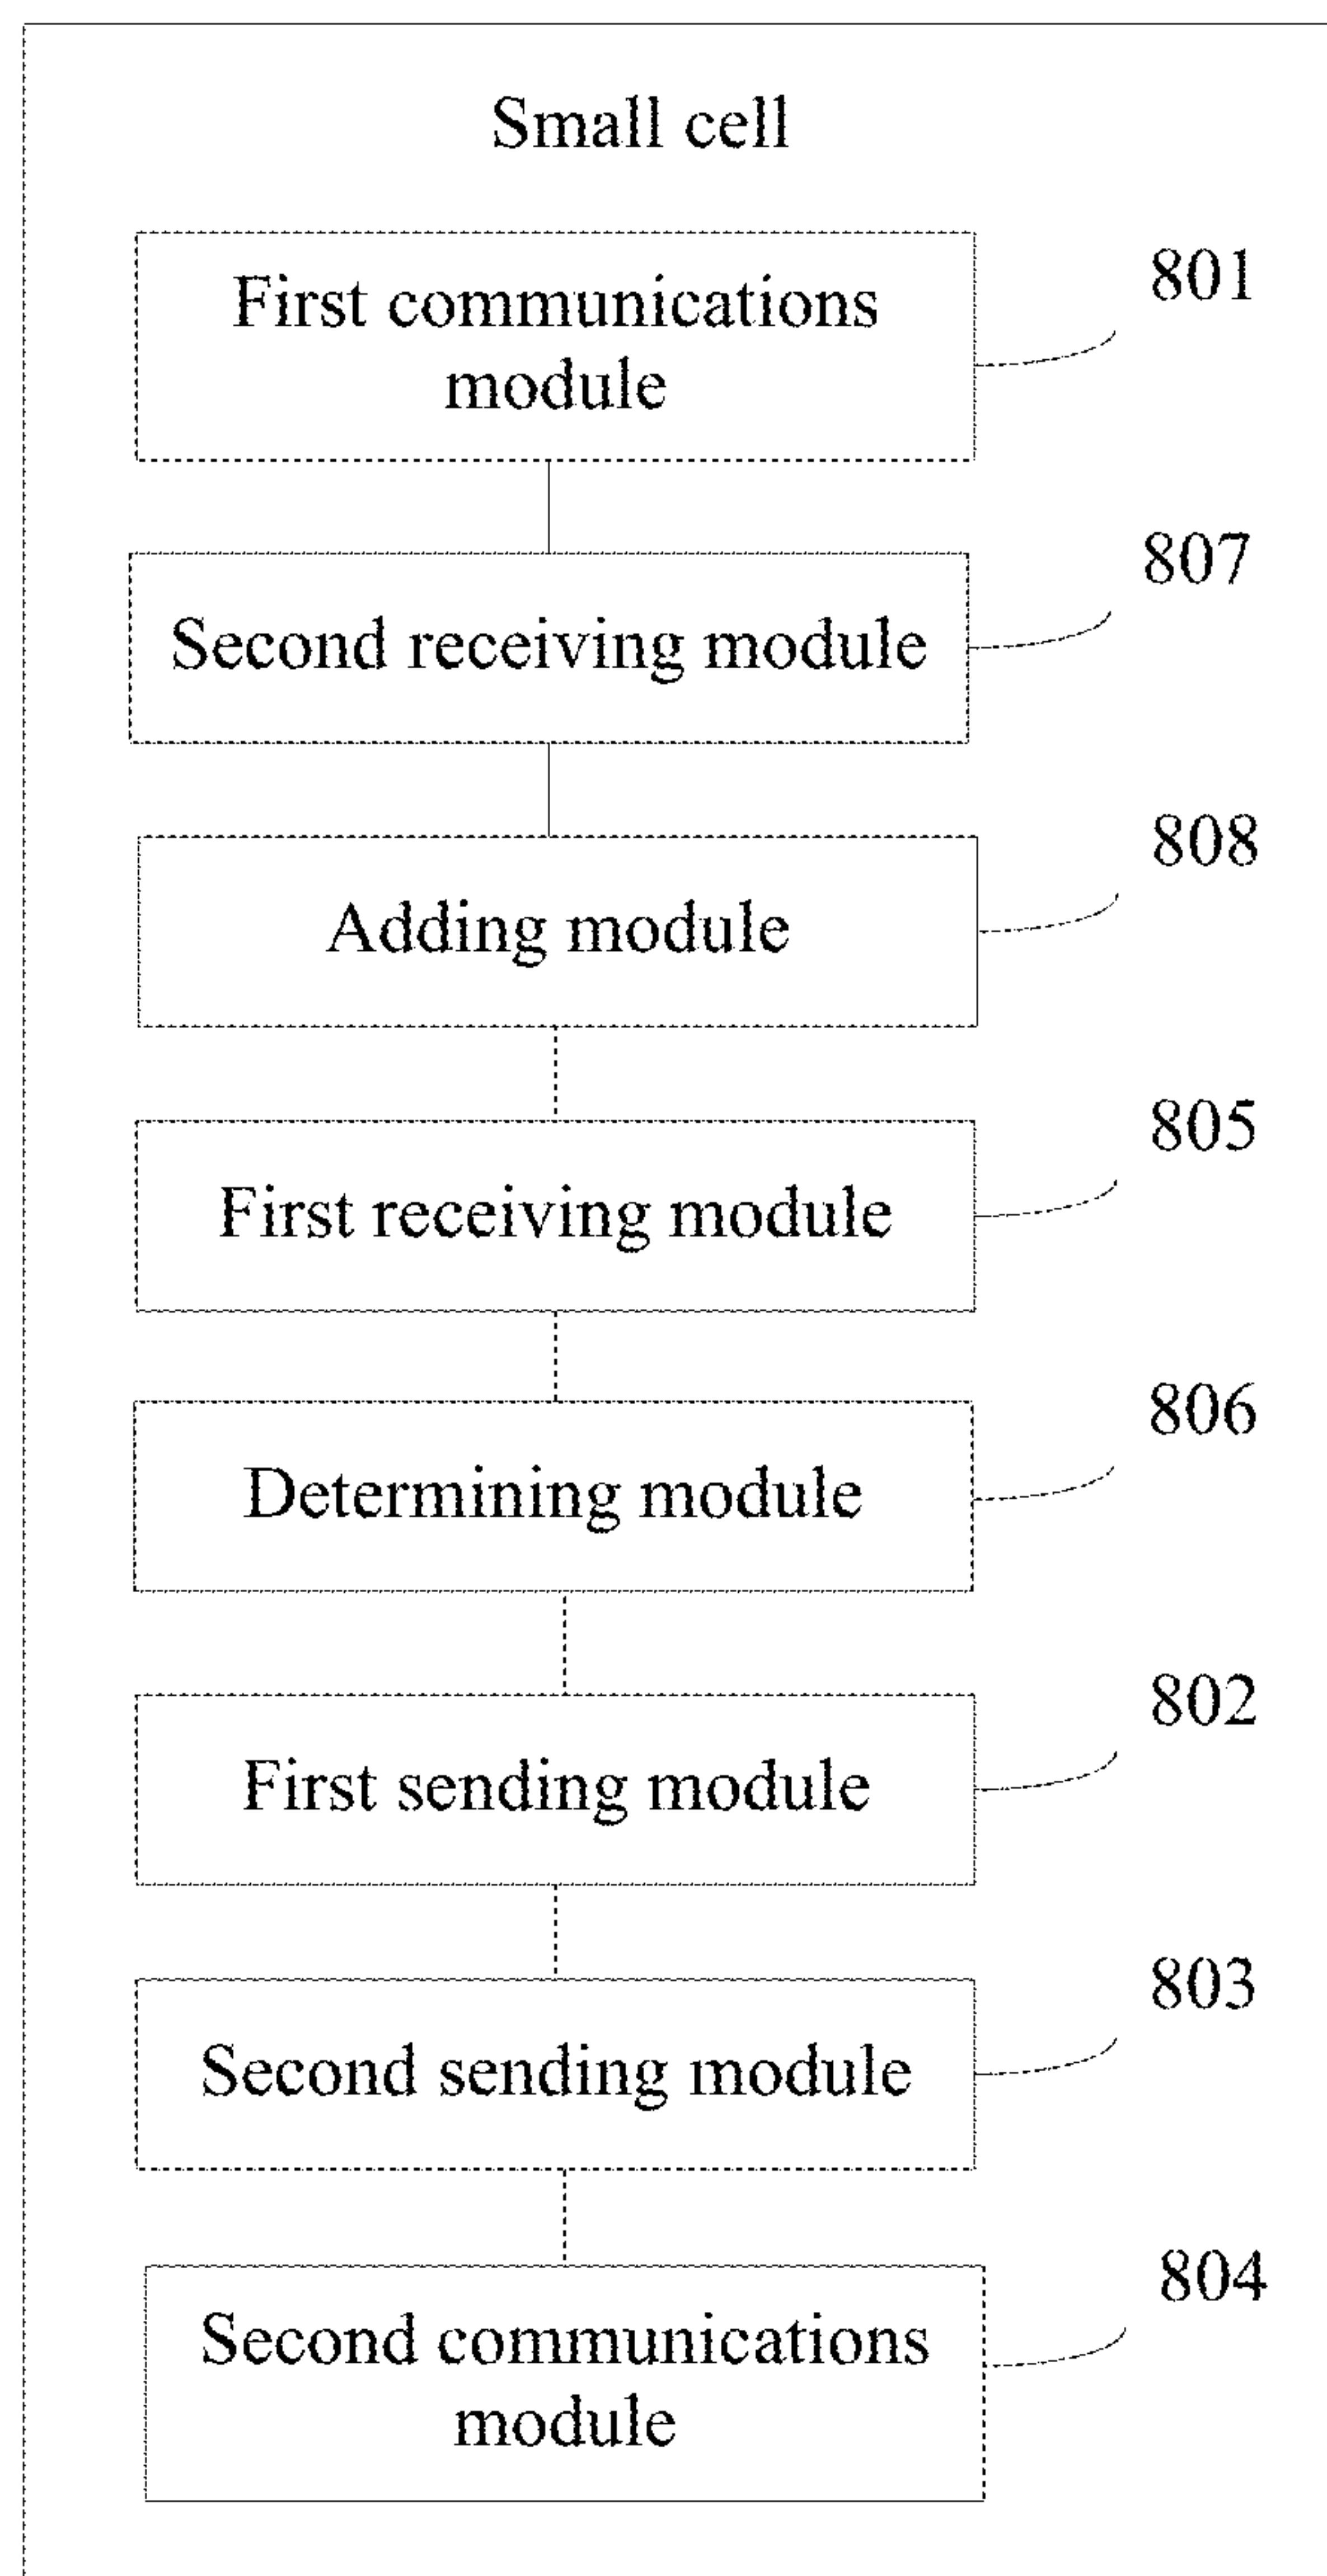 Small cell
First communications
module
801
Second receiving module
807
Adding module
808
First receiving module
805
Determining module
806
First sending module
802
Second sending module
803
Second communications
module
804